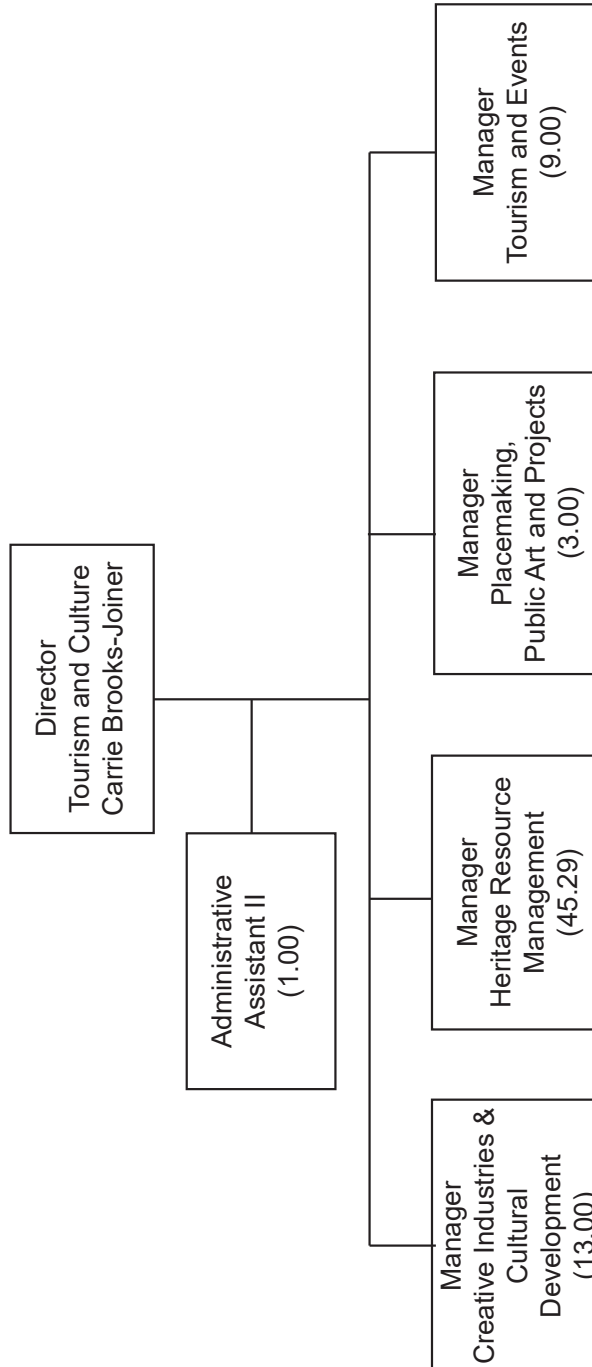 Director
Tourism and Culture
Carrie Brooks-Joiner
Administrative
Assistant II
(1.00)
Manager
Creative Industries &
Cultural
Development
(13.00)
Manager
Heritage Resource
Management
(45.29)
Manager
Placemaking,
Public Art and Projects
(3.00)
Manager
Tourism and Events
(9.00)